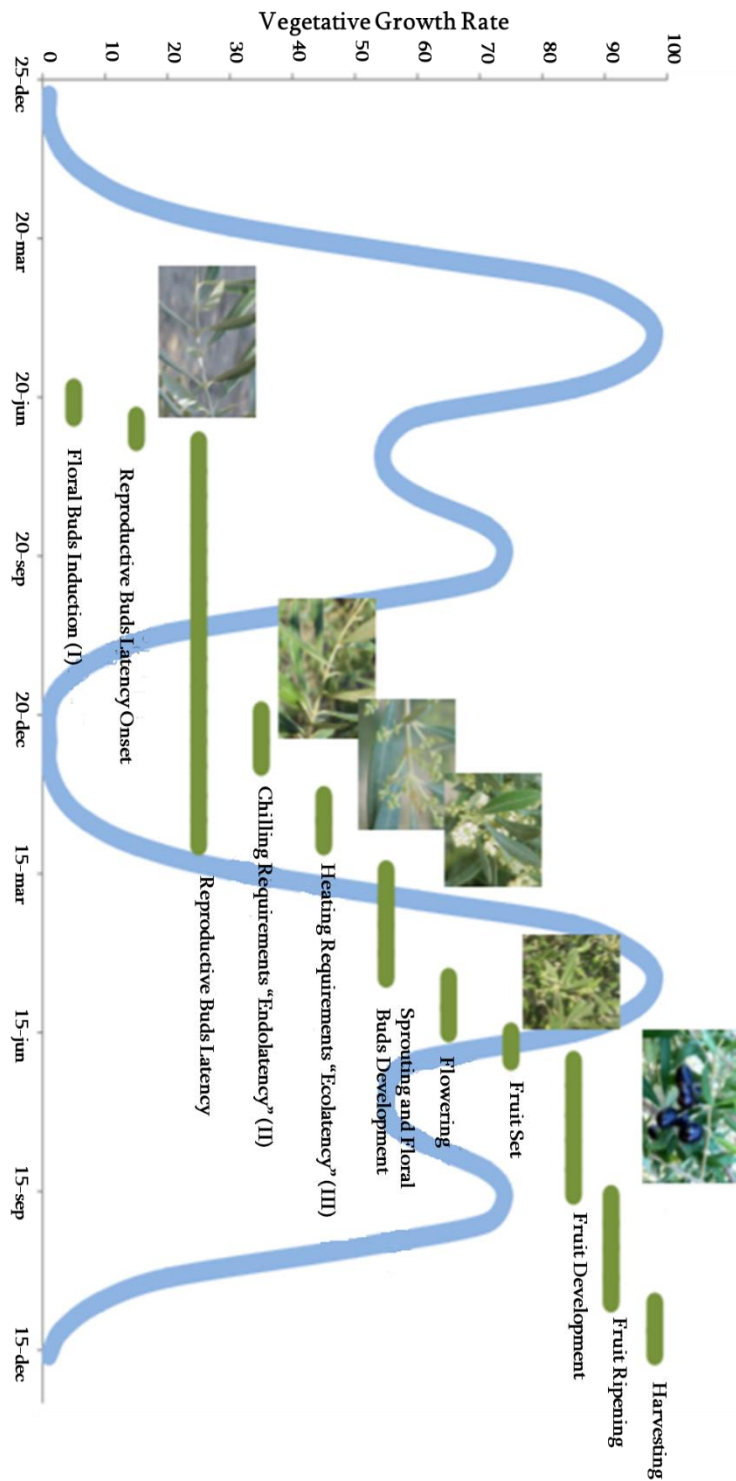 Vegetative Growth Rate
100
90
80
70
60
50
40
30
20
10
0
25-dec
20-mar
20-jun
20-sep
20-dec
15-mar
15-jun
15-sep
15-dec
Floral Buds Induction (I)
Reproductive Buds Latency Onset
Reproductive Buds Latency
Chilling Requirements “Endolatency” (II)
Heating Requirements “Ecolatency” (III)
Sprouting and Floral
Buds Development
Flowering
Fruit Set
Fruit Development
Fruit Ripening
Harvesting